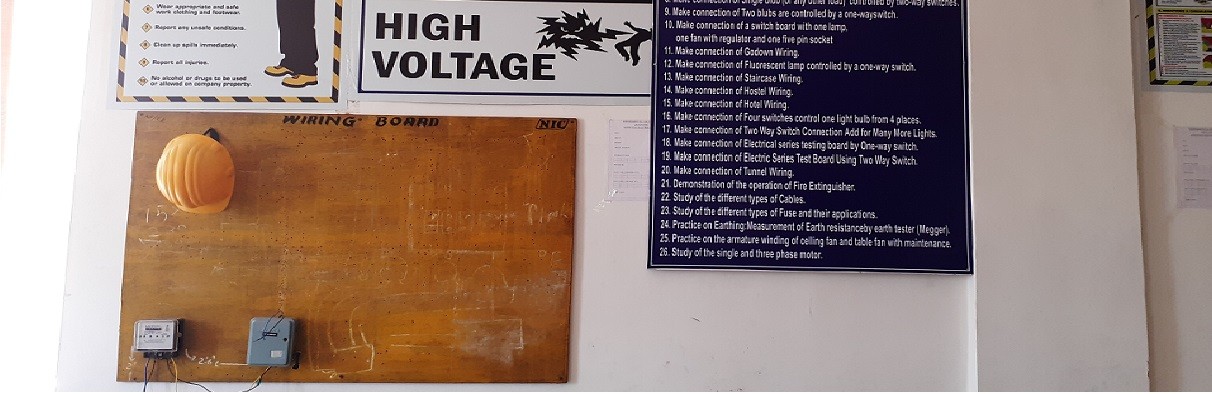 Wear appropriate and safe
work clothing and footwear.
Report any unsafe conditions.
Clean up spills immediately.
Report all injuries.
No alcohol or drugs to be used
or allowed on company property.
HIGH
VOLTAGE
WIRING BOARD
NIC
9. Make connection of Two blubs are controlled by a one-wayswitch.
10. Make connection of a switch board with one lamp,
one fan with regulator and one five pin socket
11. Make connection of Godown Wiring.
12. Make connection of Fluorescent lamp controlled by a one-way switch.
13. Make connection of Staircase Wiring.
14. Make connection of Hostel Wiring.
15. Make connection of Hotel Wiring.
16. Make connection of Four switches control one light bulb from 4 places.
17. Make connection of Two Way Switch Connection Add for Many More Lights.
18. Make connection of Electrical series testing board by One-way switch.
19. Make connection of Electric Series Test Board Using Two Way Switch.
20. Make connection of Tunnel Wiring.
21. Demonstration of the operation of Fire Extinguisher.
22. Study of the different types of Cables.
23. Study of the different types of Fuse and their applications.
24. Practice on Earthing:Measurement of Earth resistanceby earth tester (Megger).
25. Practice on the armature winding of ceiling fan and table fan with maintenance.
26. Study of the single and three phase motor.